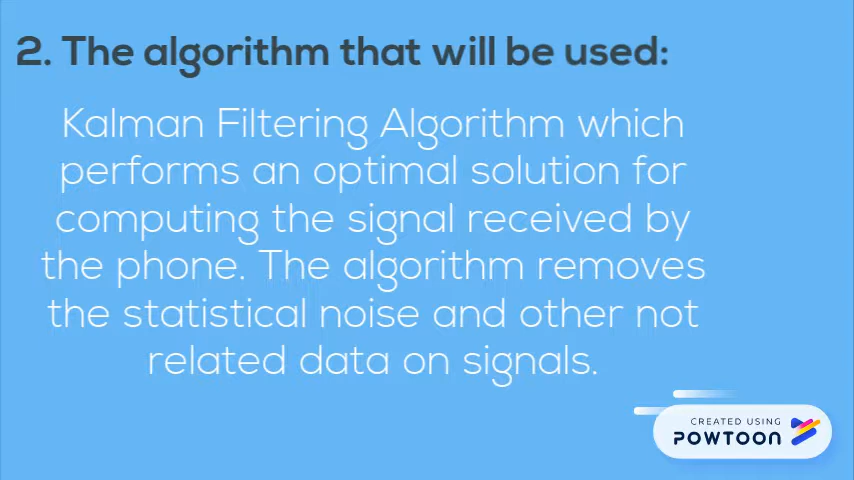 2. The algorithm that will be used:
Kalman Filtering Algorithm which
performs an optimal solution for
computing the signal received by
the phone. The algorithm removes
the statistical noise and other not
related data on signals.
CREATED USING
POWTOON